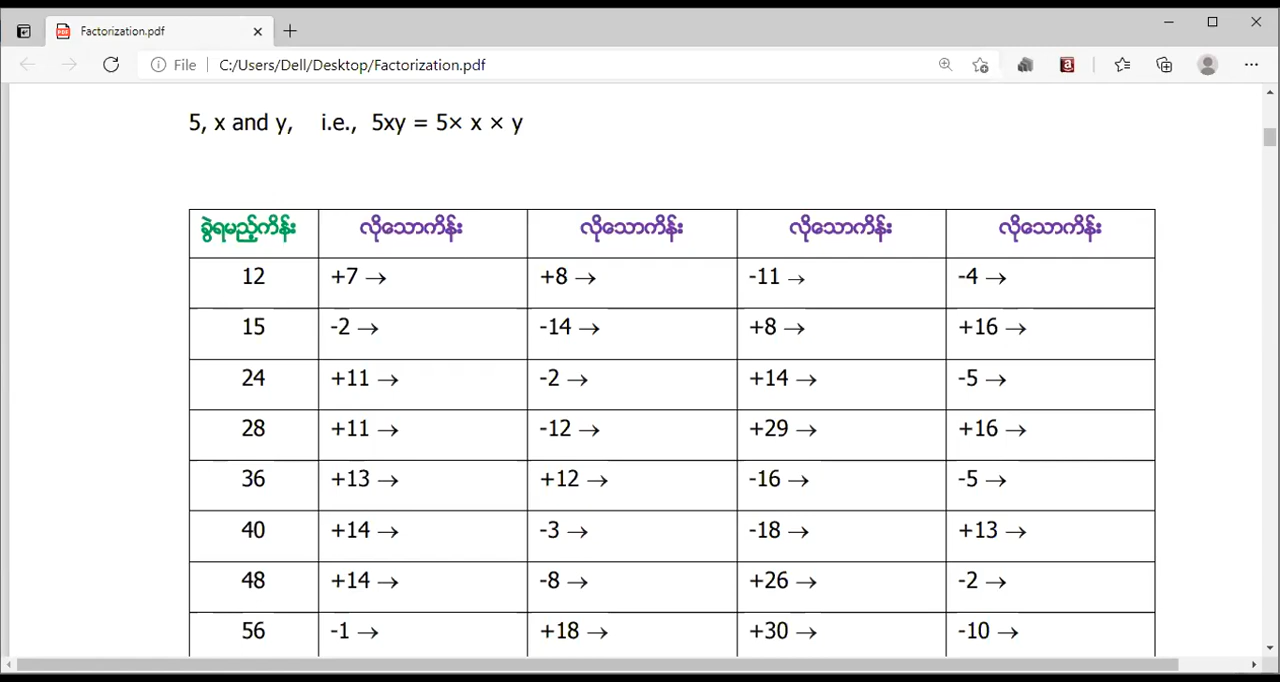 Factorization.pdf
File C:/Users/Dell/Desktop/Factorization.pdf
5, x and y, i.e., 5xy = 5× x × y
ခွဲရမည့်ကိန်း လိုသောကိန်း လိုသောကိန်း လိုသောကိန်း လိုသောကိန်း
12 +7 → +8 → -11 → -4 →
15 -2 → -14 → +8 → +16 →
24 +11 → -2 → +14 → -5 →
28 +11 → -12 → +29 → +16 →
36 +13 → +12 → -16 → -5 →
40 +14 → -3 → -18 → +13 →
48 +14 → -8 → +26 → -2 →
56 -1 → +18 → +30 → -10 →